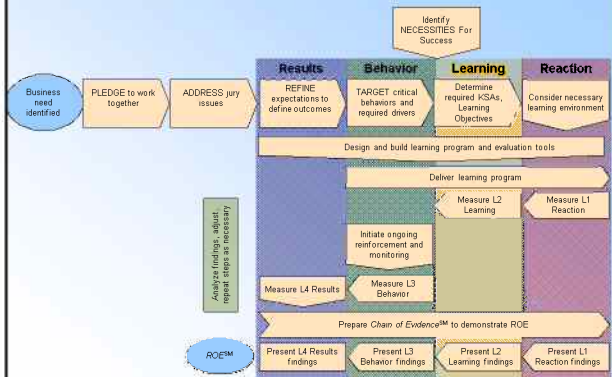 Identify
NECESSITIES For
Success
Results
Behavior
Learning
Reaction
Business
need
identified
PLEDGE to work
together
ADDRESS jury
issues
REFINE
expectations to
define outcomes
TARGET critical
behaviors and
required drivers
Determine
required KSAs,
Learning
Objectives
Consider necessary
learning environment
Design and build learning program and evaluation tools
Deliver learning program
Measure L2
Learning
Measure L1
Reaction
Analyze findings, adjust,
repeat steps as necessary
Initiate ongoing
reinforcement and
monitoring
Measure L4 Results
Measure L3
Behavior
Prepare Chain of Evidence℠ to demonstrate ROE
ROE℠
Present L4 Results
findings
Present L3
Behavior findings
Present L2
Learning findings
Present L1
Reaction findings